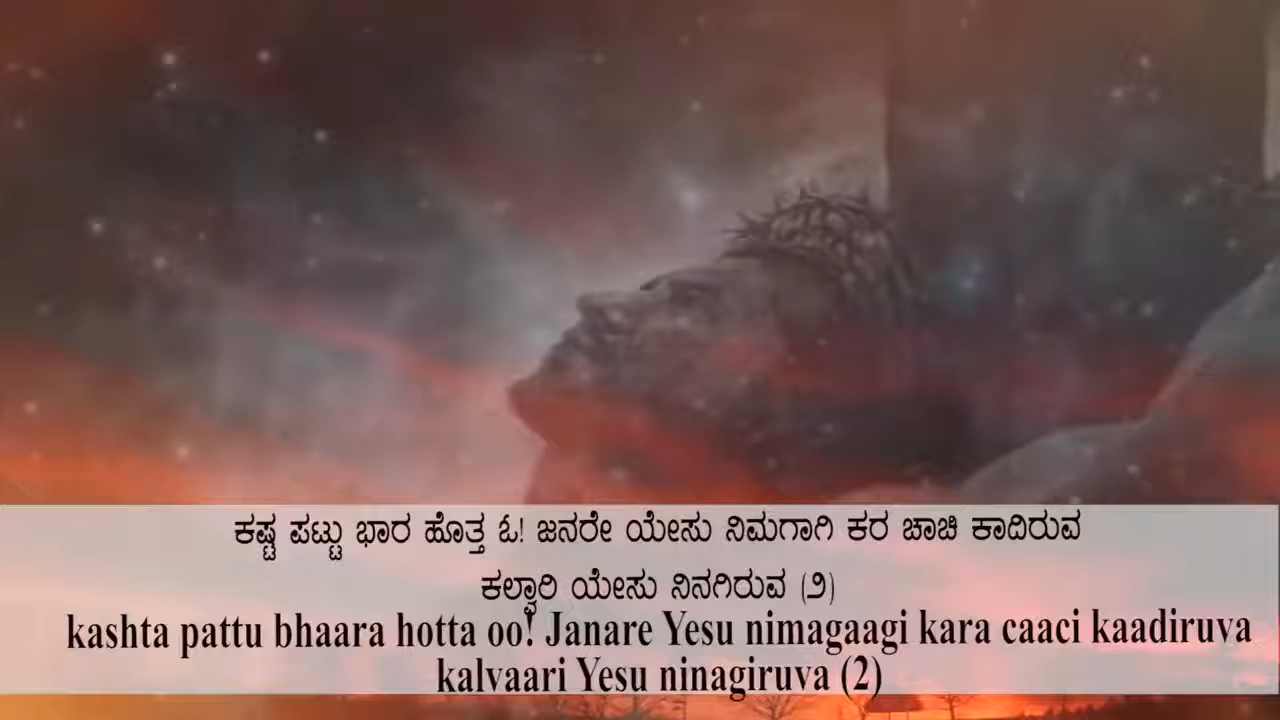 ಕಷ್ಟ ಪಟ್ಟು ಭಾರ ಹೊತ್ತ ಓ! ಜನರೇ ಯೇಸು ನಿಮಗಾಗಿ ಕರ ಚಾಚಿ ಕಾದಿರುವ
ಕಲ್ವಾರಿ ಯೇಸು ನಿನಗಿರುವ (೨)
kashta pattu bhaara hotta oo! Janare Yesu nimagaagi kara caaci kaadiruva
kalvaari Yesu ninagiruva (2)